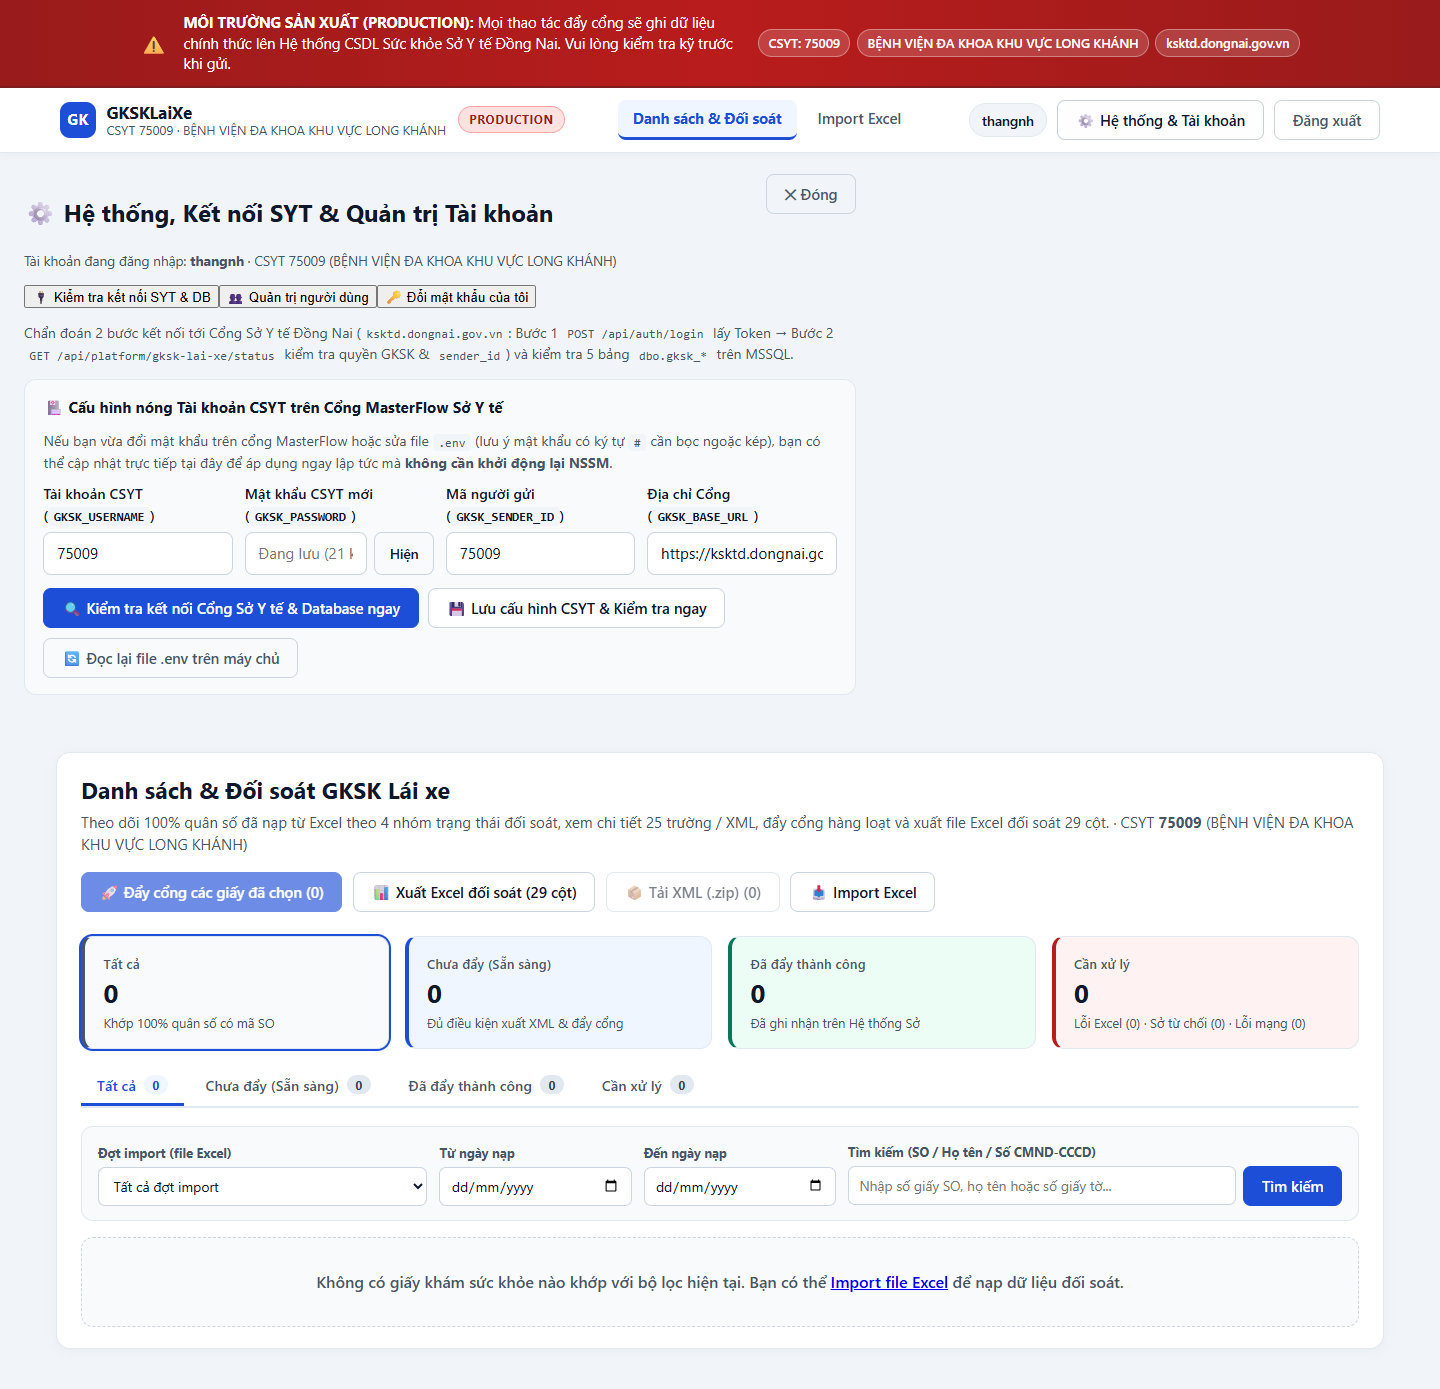 MÔI TRƯỜNG SẢN XUẤT (PRODUCTION): Mọi thao tác đẩy cổng sẽ ghi dữ liệu
chính thức lên Hệ thống CSDL Sức khỏe Sở Y tế Đồng Nai. Vui lòng kiểm tra kỹ trước
khi gửi.
CSYT: 75009
BỆNH VIỆN ĐA KHOA KHU VỰC LONG KHÁNH
ksktd.dongnai.gov.vn
GK
GKSKLaiXe
CSYT 75009 · BỆNH VIỆN ĐA KHOA KHU VỰC LONG KHÁNH
PRODUCTION
Danh sách & Đối soát
Import Excel
thangnh
Hệ thống & Tài khoản
Đăng xuất
Hệ thống, Kết nối SYT & Quản trị Tài khoản
Đóng
Tài khoản đang đăng nhập: thangnh · CSYT 75009 (BỆNH VIỆN ĐA KHOA KHU VỰC LONG KHÁNH)
Kiểm tra kết nối SYT & DB
Quản trị người dùng
Đổi mật khẩu của tôi
Chẩn đoán 2 bước kết nối tới Cổng Sở Y tế Đồng Nai ( ksktd.dongnai.gov.vn : Bước 1 POST /api/auth/login lấy Token → Bước 2
GET /api/platform/gksk-lai-xe/status kiểm tra quyền GKSK & sender_id ) và kiểm tra 5 bảng dbo.gksk_* trên MSSQL.
Cấu hình nóng Tài khoản CSYT trên Cổng MasterFlow Sở Y tế
Nếu bạn vừa đổi mật khẩu trên cổng MasterFlow hoặc sửa file .env (lưu ý mật khẩu có ký tự # cần bọc ngoặc kép), bạn có
thể cập nhật trực tiếp tại đây để áp dụng ngay lập tức mà không cần khởi động lại NSSM.
Tài khoản CSYT
( GKSK_USERNAME )
75009
Mật khẩu CSYT mới
( GKSK_PASSWORD )
Đang lưu (21 k
Hiện
Mã người gửi
( GKSK_SENDER_ID )
75009
Địa chỉ Cổng
( GKSK_BASE_URL )
https://ksktd.dongnai.gc
Kiểm tra kết nối Cổng Sở Y tế & Database ngay
Lưu cấu hình CSYT & Kiểm tra ngay
Đọc lại file .env trên máy chủ
Danh sách & Đối soát GKSK Lái xe
Theo dõi 100% quân số đã nạp từ Excel theo 4 nhóm trạng thái đối soát, xem chi tiết 25 trường / XML, đẩy cổng hàng loạt và xuất file Excel đối soát 29 cột. · CSYT 75009 (BỆNH VIỆN ĐA KHOA
KHU VỰC LONG KHÁNH)
Đẩy cổng các giấy đã chọn (0)
Xuất Excel đối soát (29 cột)
Tải XML (.zip) (0)
Import Excel
Tất cả
0
Khớp 100% quân số có mã SO
Chưa đẩy (Sẵn sàng)
0
Đủ điều kiện xuất XML & đẩy cổng
Đã đẩy thành công
0
Đã ghi nhận trên Hệ thống Sở
Cần xử lý
0
Lỗi Excel (0) · Sở từ chối (0) · Lỗi mạng (0)
Tất cả 0
Chưa đẩy (Sẵn sàng) 0
Đã đẩy thành công 0
Cần xử lý 0
Đợt import (file Excel)
Tất cả đợt import
Từ ngày nạp
dd/mm/yyyy
Đến ngày nạp
dd/mm/yyyy
Tìm kiếm (SO / Họ tên / Số CMND-CCCD)
Nhập số giấy SO, họ tên hoặc số giấy tờ...
Tìm kiếm
Không có giấy khám sức khỏe nào khớp với bộ lọc hiện tại. Bạn có thể Import file Excel để nạp dữ liệu đối soát.